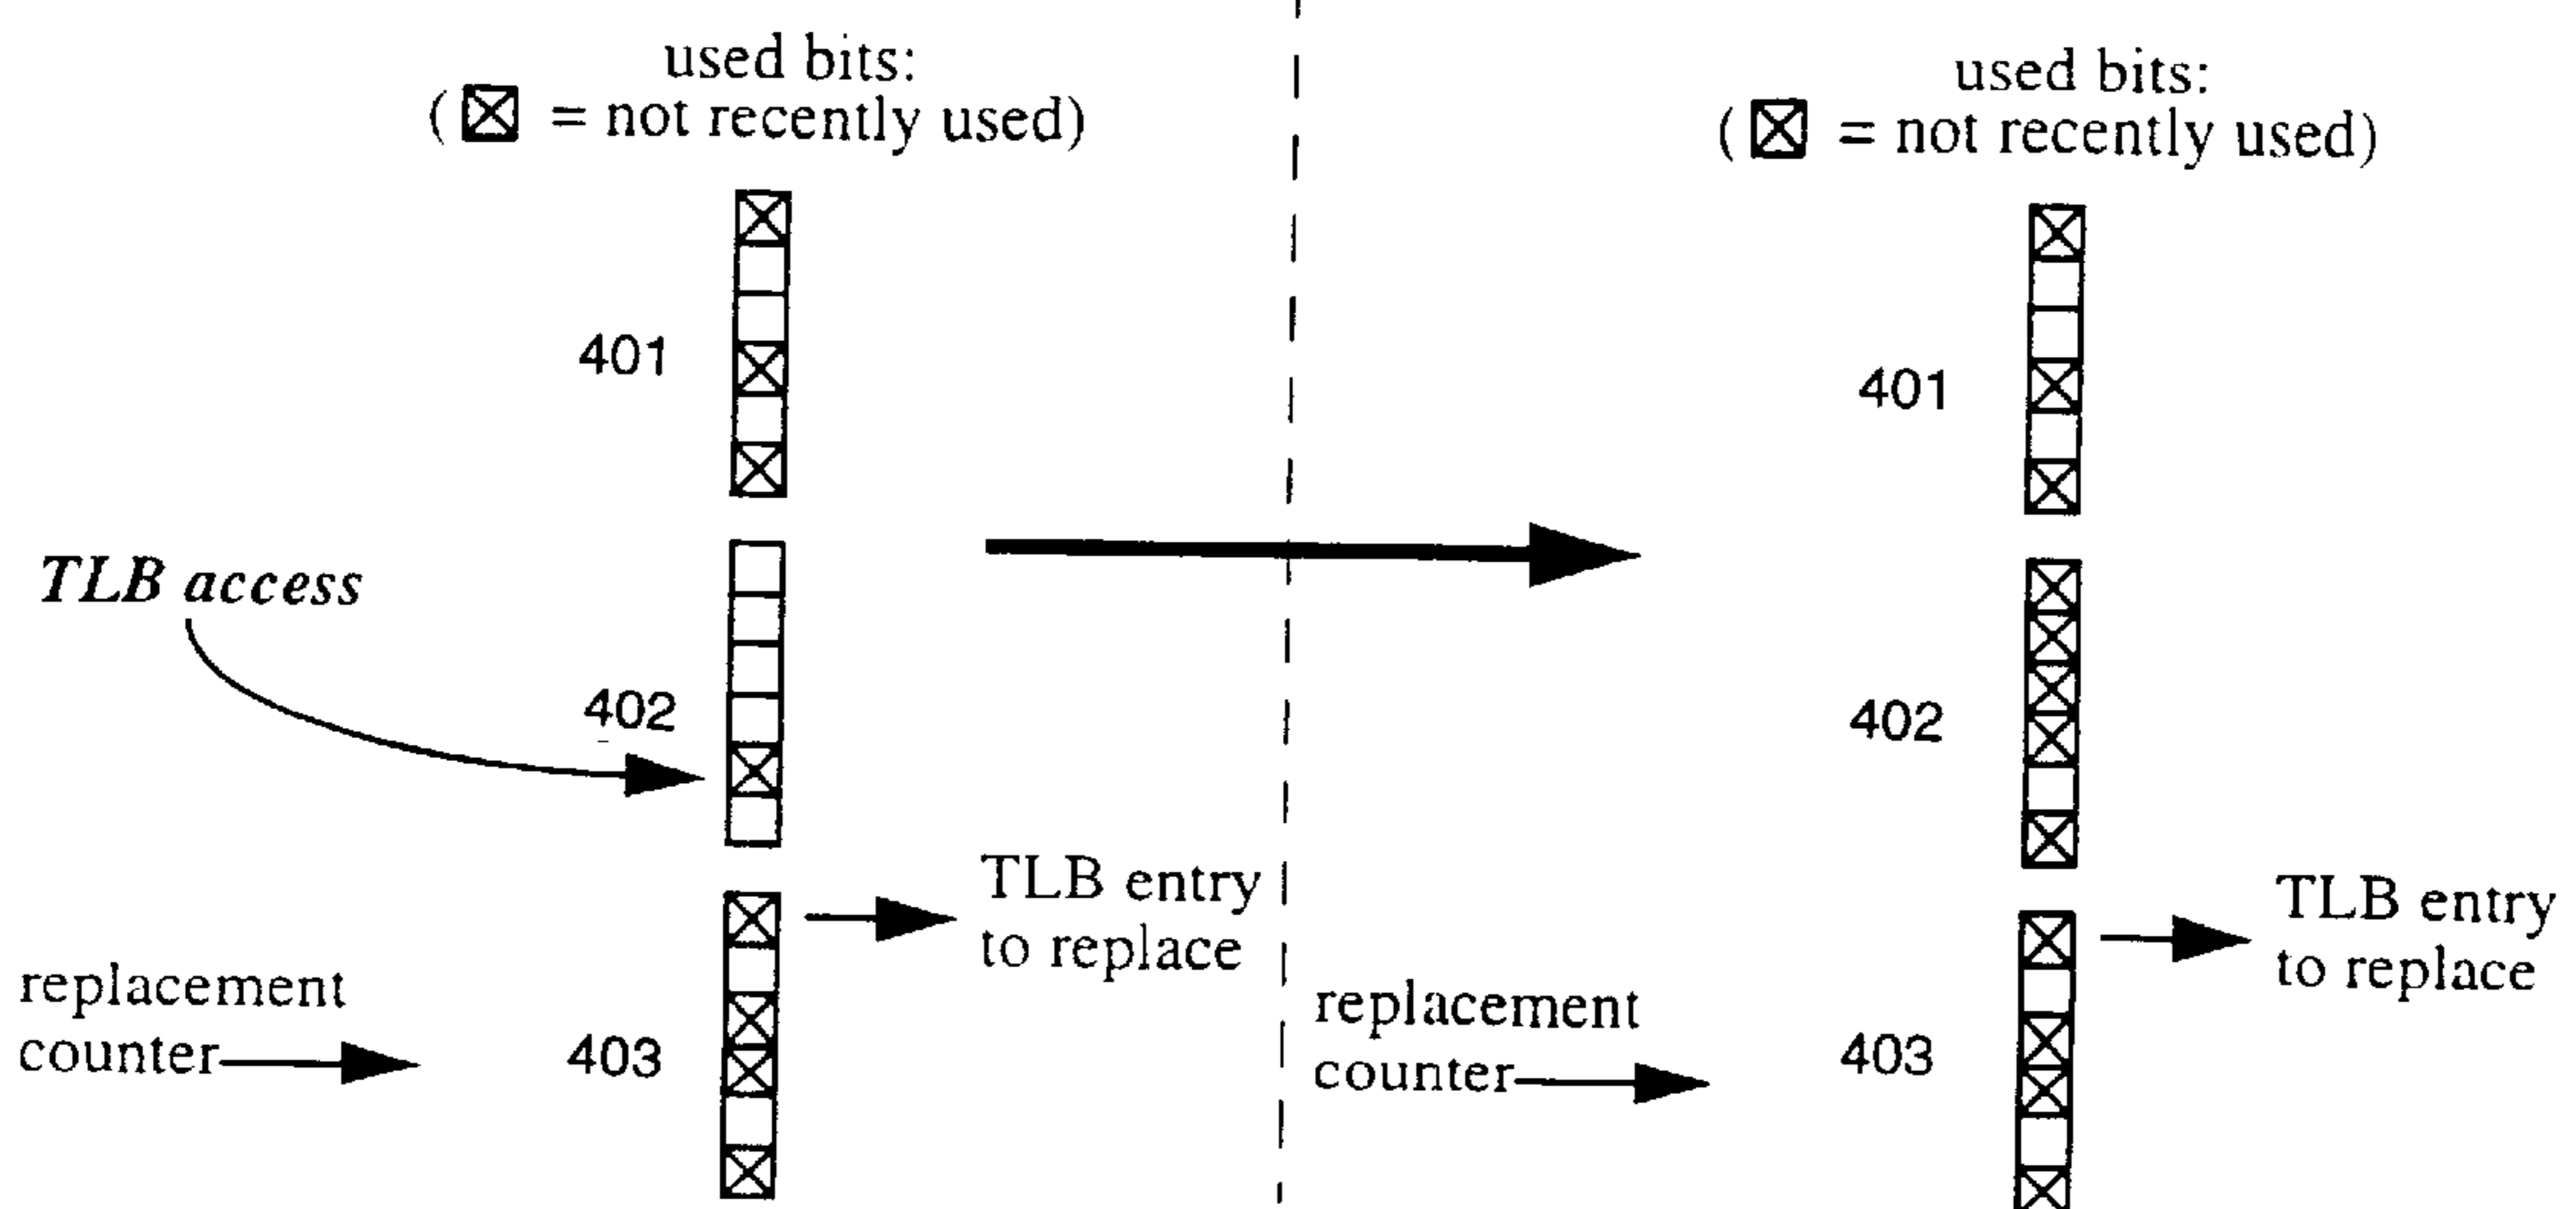 used bits:
( = not recently used)
401
TLB access
402
TLB entry
to replace
replacement
counter
403
used bits:
( = not recently used)
401
402
TLB entry
to replace
replacement
counter
403